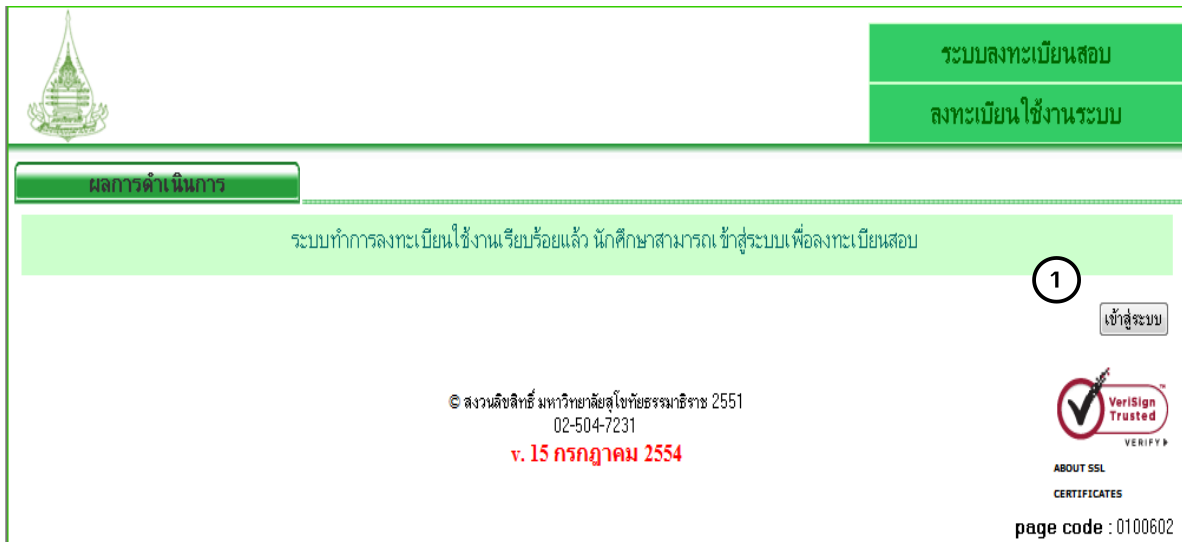 ระบบลงทะเบียนสอบ
ลงทะเบียนใช้งานระบบ
ผลการดำเนินการ
ระบบทำการลงทะเบียนใช้งานเรียบร้อยแล้ว นักศึกษาสามารถเข้าสู่ระบบเพื่อลงทะเบียนสอบ
1
เข้าสู่ระบบ
© สงวนลิขสิทธิ์ มหาวิทยาลัยสุโขทัยธรรมาธิราช 2551
02-504-7231
v. 15 กรกฎาคม 2554
VeriSign
Trusted
VERIFY
ABOUT SSL
CERTIFICATES
page code : 0100602